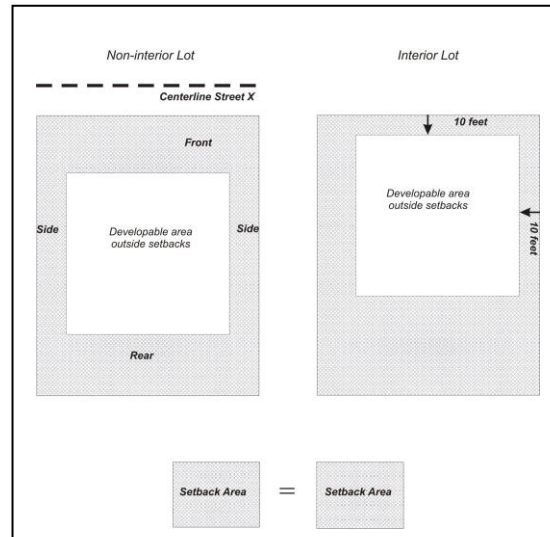 Non-interior Lot
Interior Lot
Centerline Street X
Front
Side
Developable area
outside setbacks
Side
Rear
10 feet
Developable area
outside setbacks
10 feet
Setback Area
=
Setback Area